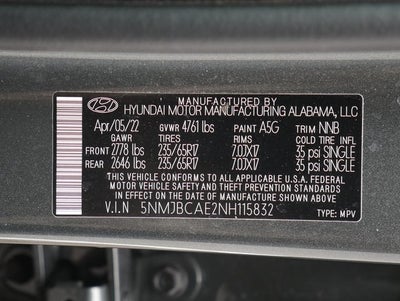 MANUFACTURED BY
HYUNDAI MOTOR MANUFACTURING ALABAMA, LLC
Apr/05/22 GVWR 4761 lbs PAINT A5G TRIM NNB
GAWR TIRES RIMS COLD TIRE INFL
FRONT 2778 lbs 235/65R17 7.0JX17 35 psi SINGLE
REAR 2646 lbs 235/65R17 7.0JX17 35 psi SINGLE
THIS VEHICLE CONFORMS TO ALL APPLICABLE U.S.A. FEDERAL
MOTOR VEHICLE SAFETY AND THEFT PREVENTION STANDARDS
IN EFFECT ON THE DATE OF MANUFACTURE SHOWN ABOVE.
V.I.N 5NMJBCAE2NH115832 TYPE: MPV